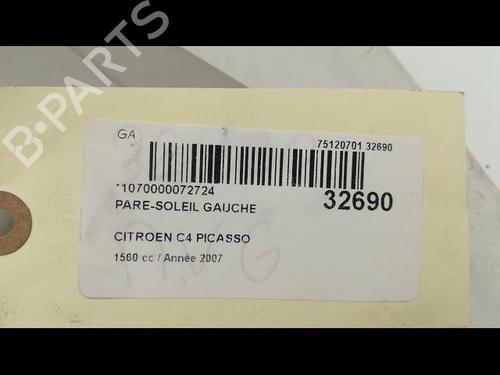 B-PARTS
GA
75120701 32690
*1070000072724
32690
PARE-SOLEIL GAUCHE
CITROEN C4 PICASSO
1560 cc / Année 2007